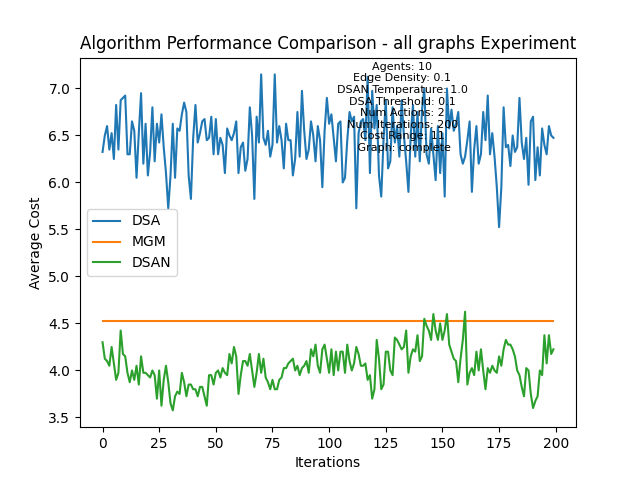 Algorithm Performance Comparison - all graphs Experiment
Agents: 10
Edge Density: 0.1
DSAN Temperature: 1.0
DSA Threshold: 0.1
Num Actions: 2
Num Iterations: 200
Cost Range: 11
Graph: complete
7.0
6.5
6.0
5.5
5.0
4.5
4.0
3.5
Average Cost
DSA
MGM
DSAN
0
25
50
75
100
125
150
175
200
Iterations